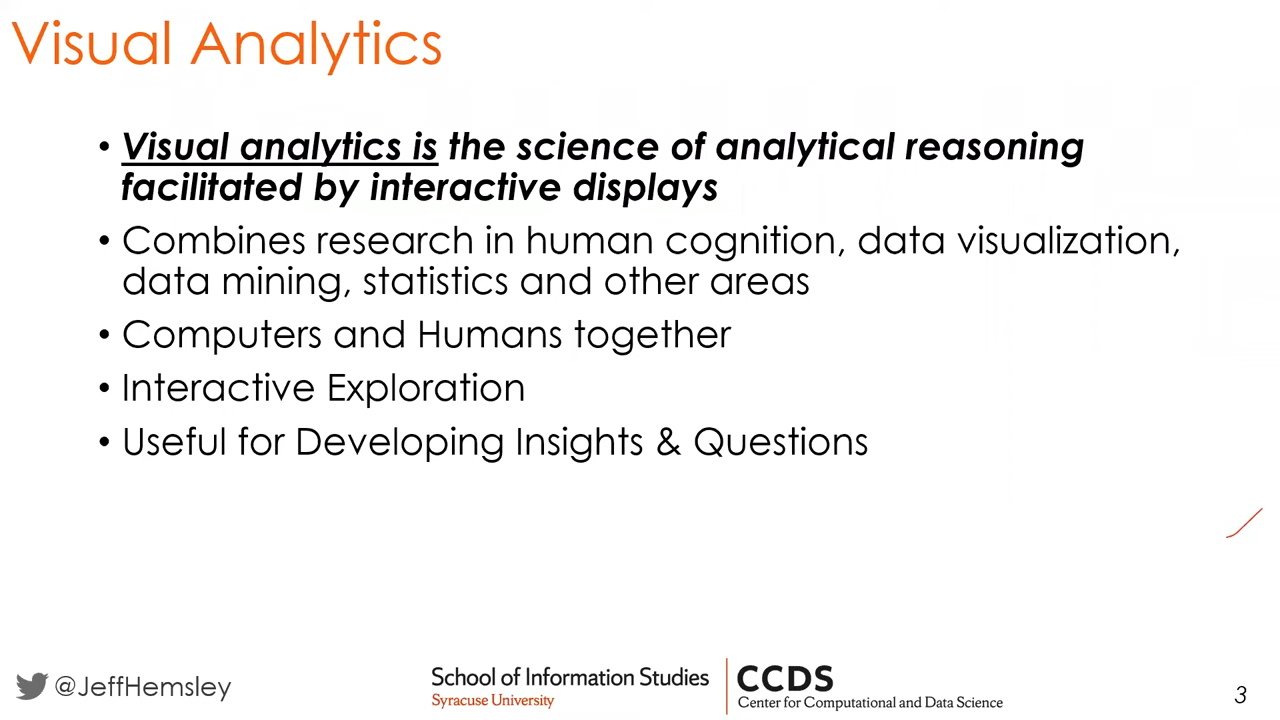 Visual Analytics
• Visual analytics is the science of analytical reasoning
facilitated by interactive displays
• Combines research in human cognition, data visualization,
data mining, statistics and other areas
• Computers and Humans together
• Interactive Exploration
• Useful for Developing Insights & Questions
@JeffHemsley
School of Information Studies
Syracuse University
CCDS
Center for Computational and Data Science
3